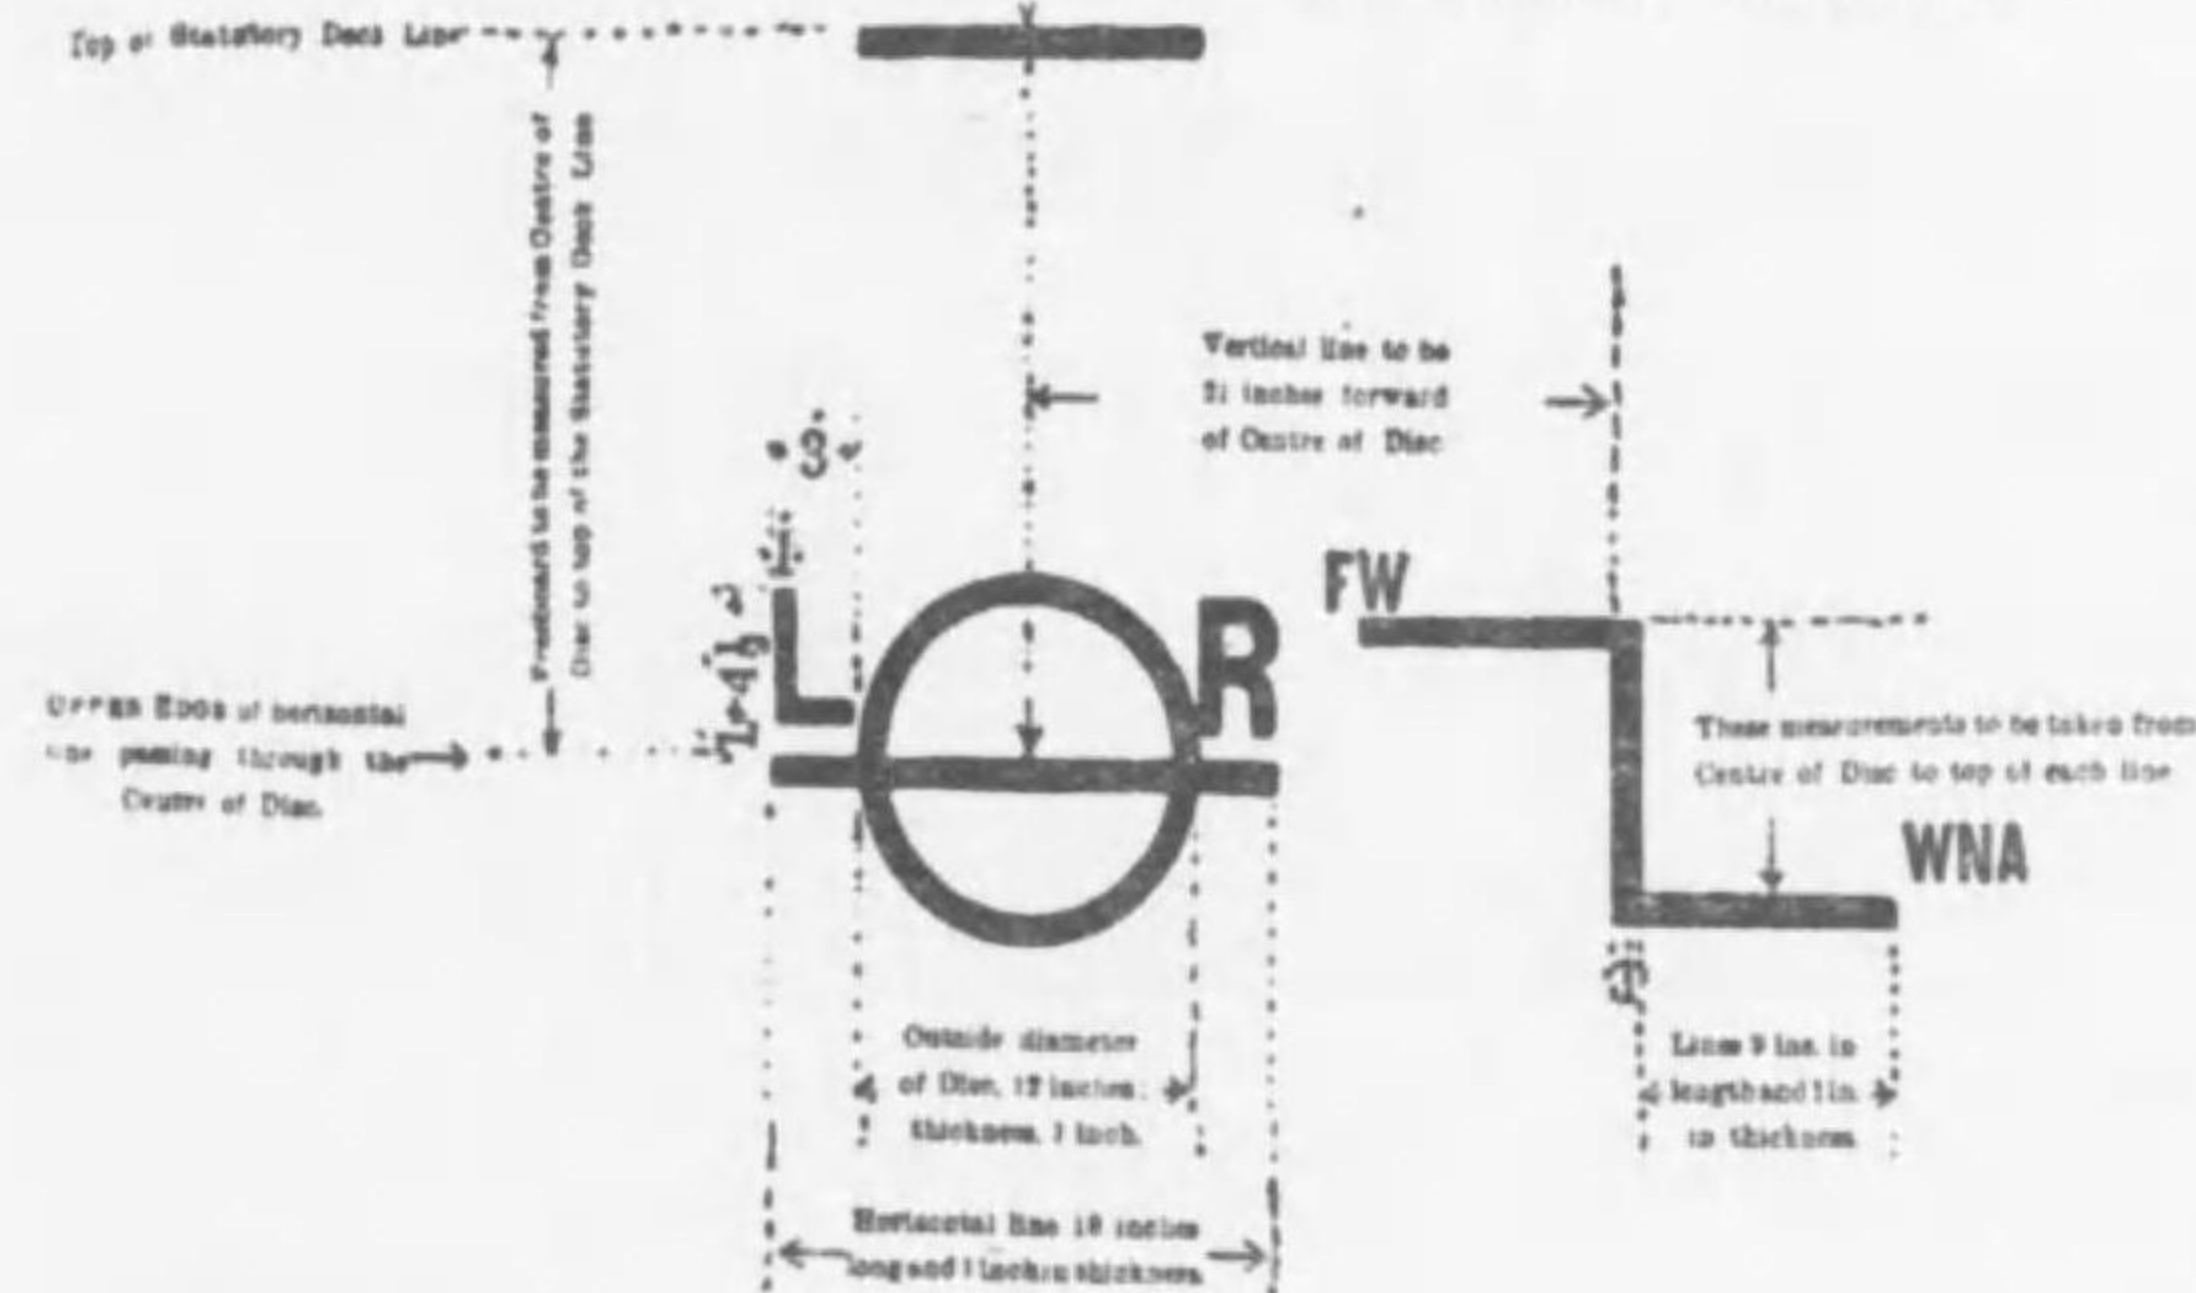 Top of Statutory Deck Line
Freeboard to be measured from Centre of
Disc to top of the Statutory Deck Line
Vertical line to be
21 inches forward
of Centre of Disc
3"
L
R
FW
UPPER EDGE of horizontal
line passing through the
Centre of Disc.
These measurements to be taken from
Centre of Disc to top of each line
WNA
Outside diameter
of Disc, 12 inches;
thickness, 1 inch.
Lines 9 ins. in
length and 1 in.
in thickness
Horizontal line 18 inches
long and 1 inch in thickness